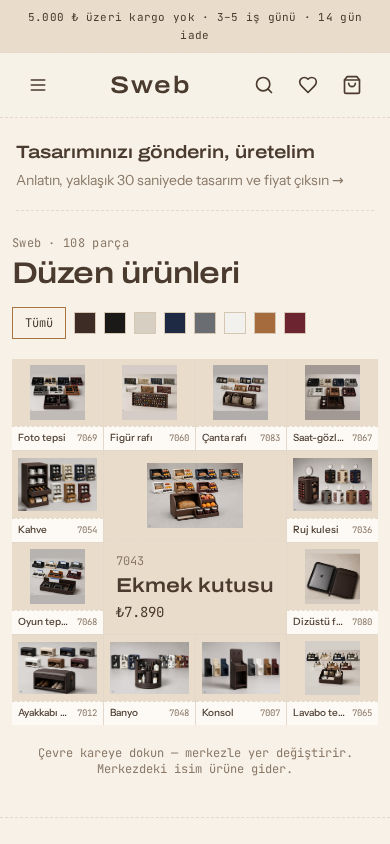 5.000 ₺ üzeri kargo yok · 3–5 iş günü · 14 gün
iade
Sweb
Tasarımınızı gönderin, üretelim
Anlatın, yaklaşık 30 saniyede tasarım ve fiyat çıksın →
Sweb · 108 parça
Düzen ürünleri
Tümü
Foto tepsi 7069
Figür rafı 7060
Çanta rafı 7083
Saat-gözl... 7067
Kahve 7054
Ruj kulesi 7036
7043
Ekmek kutusu
₺7.890
Oyun tep... 7068
Dizüstü f... 7080
Ayakkabı ... 7012
Banyo 7048
Konsol 7007
Lavabo te... 7065
Çevre kareye dokun — merkezle yer değiştirir.
Merkezdeki isim ürüne gider.